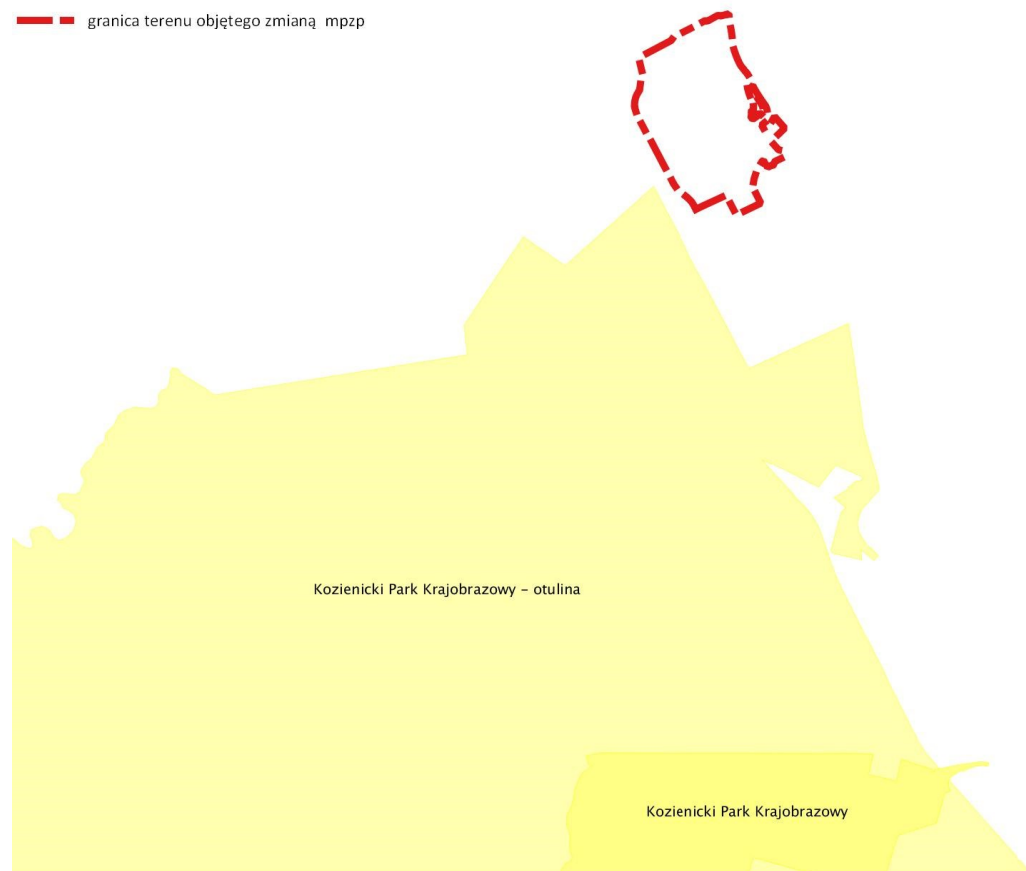 granica terenu objętego zmianą mpzp
Kozienicki Park Krajobrazowy - otulina
Kozienicki Park Krajobrazowy